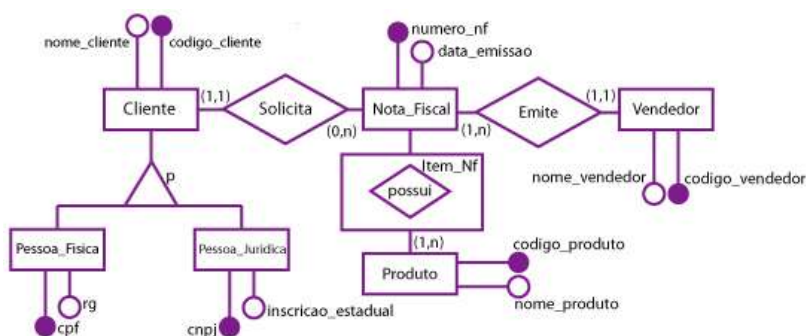 numero_nf
nome_cliente codigo_cliente data_emissao
(1,1) (1,1)
Cliente Solicita Nota_Fiscal Emite Vendedor
(0,n) (1,n)
p Item_Nf
possui nome_vendedor codigo_vendedor
Pessoa_Fisica Pessoa_Juridica (1,n) codigo_produto
Produto
rg inscricao_estadual nome_produto
cpf cnpj